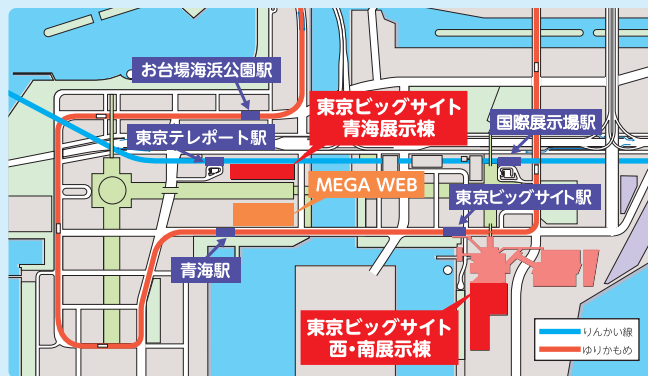 お台場海浜公園駅
東京ビッグサイト
青海展示棟
国際展示場駅
東京テレポート駅
MEGA WEB
東京ビッグサイト駅
青海駅
東京ビッグサイト
西・南展示棟
りんかい線
ゆりかもめ